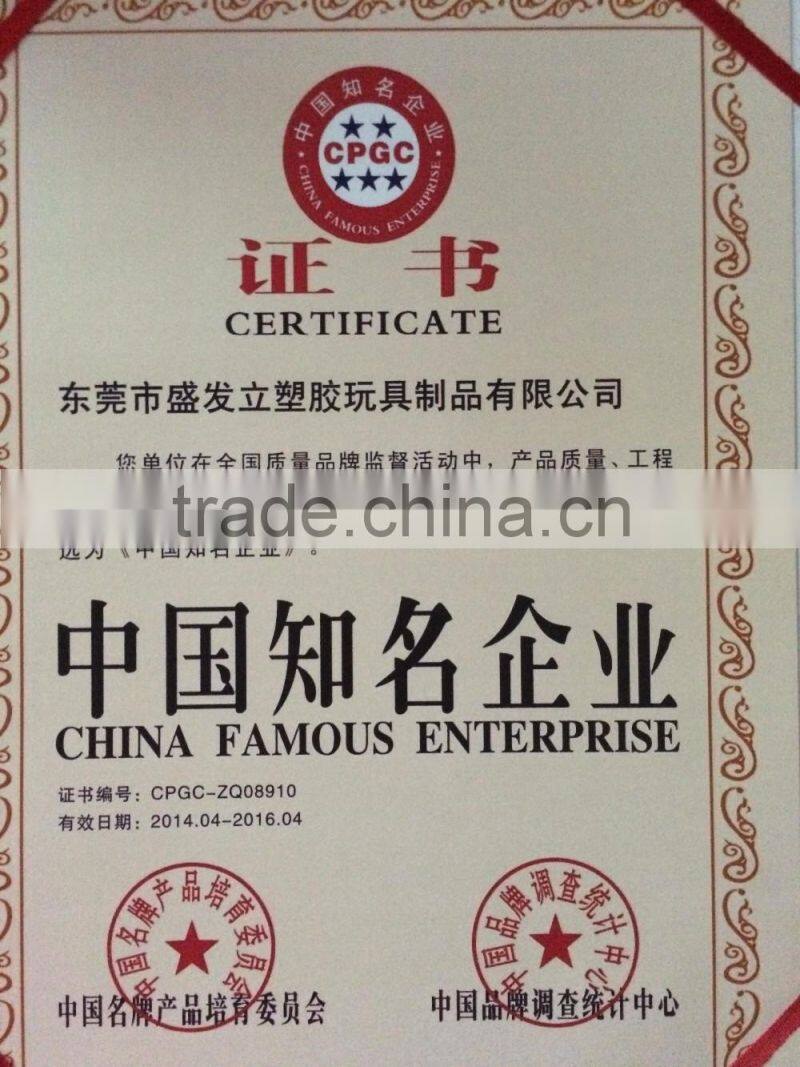 中国知名企业
CPGC
CHINA FAMOUS ENTERPRISE
证书
CERTIFICATE
东莞市盛发立塑胶玩具制品有限公司
您单位在全国质量品牌监督活动中，产品质量、工程
trade.china.cn
选为《中国知名企业》。
中国知名企业
CHINA FAMOUS ENTERPRISE
证书编号：CPGC-ZQ08910
有效日期：2014.04-2016.04
中国名牌产品培育委员会
中国品牌调查统计中心
中国名牌产品培育委员会
中国品牌调查统计中心